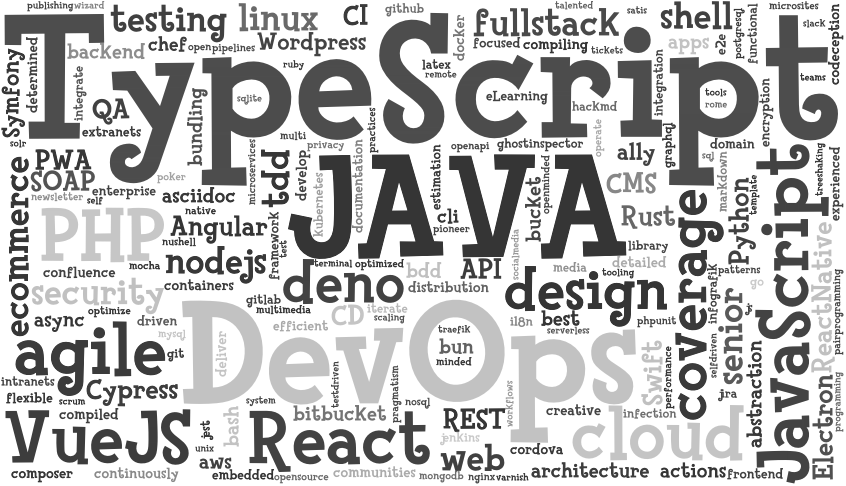 publishing
wizard
testing
linux
CI
github
fullstack
talented
satis
shell
microsites
slack
backend
chef
openpipelines
Wordpress
docker
focused
compiling
tickets
apps
e2e
postgresql
functional
codeception
Symfony
determined
integrate
TypeScript
ruby
latex
remote
sqlite
eLearning
hackmd
integration
tools
rome
teams
encryption
QA
extranets
bundling
solr
multi
privacy
practices
openapi
ghostinspector
operate
graphql
sql
domain
PWA
SOAP
poker
microservices
tdd
develop
kubernetes
documentation
JAVA
estimation
ally
markdown
treeshaking
experienced
newsletter
self
enterprise
asciidoc
native
cli
pioneer
bucket
openminded
CMS
Rust
Python
template
ecommerce
PHP
Angular
nushell
framework
test
library
JavaScript
confluence
mocha
nodejs
terminal
optimized
bdd
API
socialmedia
media
detailed
tooling
coverage
patterns
ReactNative
security
containers
deno
distribution
design
infografik
go
pairprogramming
optimize
gitlab
multimedia
CD
iterate
scaling
async
driven
mysql
efficient
DevOps
traefik
bun
minded
i18n
best
serverless
phpunit
senior
jr
agile
git
deliver
Swift
performance
selfdriven
abstraction
intranets
flexible
scrum
Cypress
system
testdriven
pragmatism
nosql
workflows
jra
Electron
programming
compiled
bash
bitbucket
REST
creative
infection
VueJS
jest
unix
React
jenkins
cloud
composer
continuously
aws
embedded
opensource
communities
mongodb
web
nginx
varnish
cordova
architecture
actions
frontend